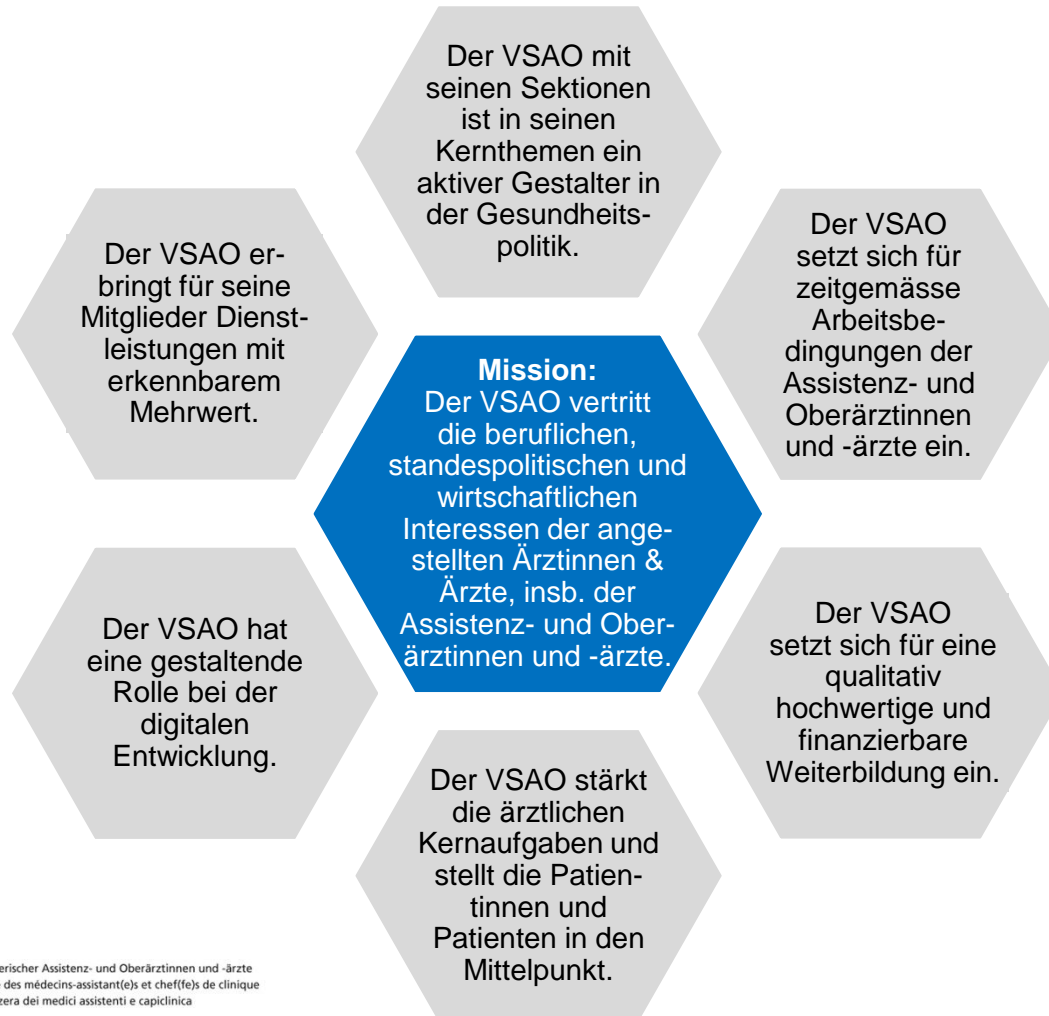 Der VSAO mit
seinen Sektionen
ist in seinen
Kernthemen ein
aktiver Gestalter in
der Gesundheits-
politik.
Der VSAO er-
bringt für seine
Mitglieder Dienst-
leistungen mit
erkennbarem
Mehrwert.
Der VSAO
setzt sich für
zeitgemässe
Arbeitsbe-
dingungen der
Assistenz- und
Oberärztinnen
und -ärzte ein.
Mission:
Der VSAO vertritt
die beruflichen,
standespolitischen und
wirtschaftlichen
Interessen der ange-
stellten Ärztinnen &
Ärzte, insb. der
Assistenz- und Ober-
ärztinnen und -ärzte.
Der VSAO hat
eine gestaltende
Rolle bei der
digitalen
Entwicklung.
Der VSAO
setzt sich für eine
qualitativ
hochwertige und
finanzierbare
Weiterbildung ein.
Der VSAO stärkt
die ärztlichen
Kernaufgaben und
stellt die Patien-
tinnen und
Patienten in den
Mittelpunkt.
erischer Assistenz- und Oberärztinnen und -ärzte
des médecins-assistant(e)s et chef(fe)s de clinique
zera dei medici assistenti e capiclinica